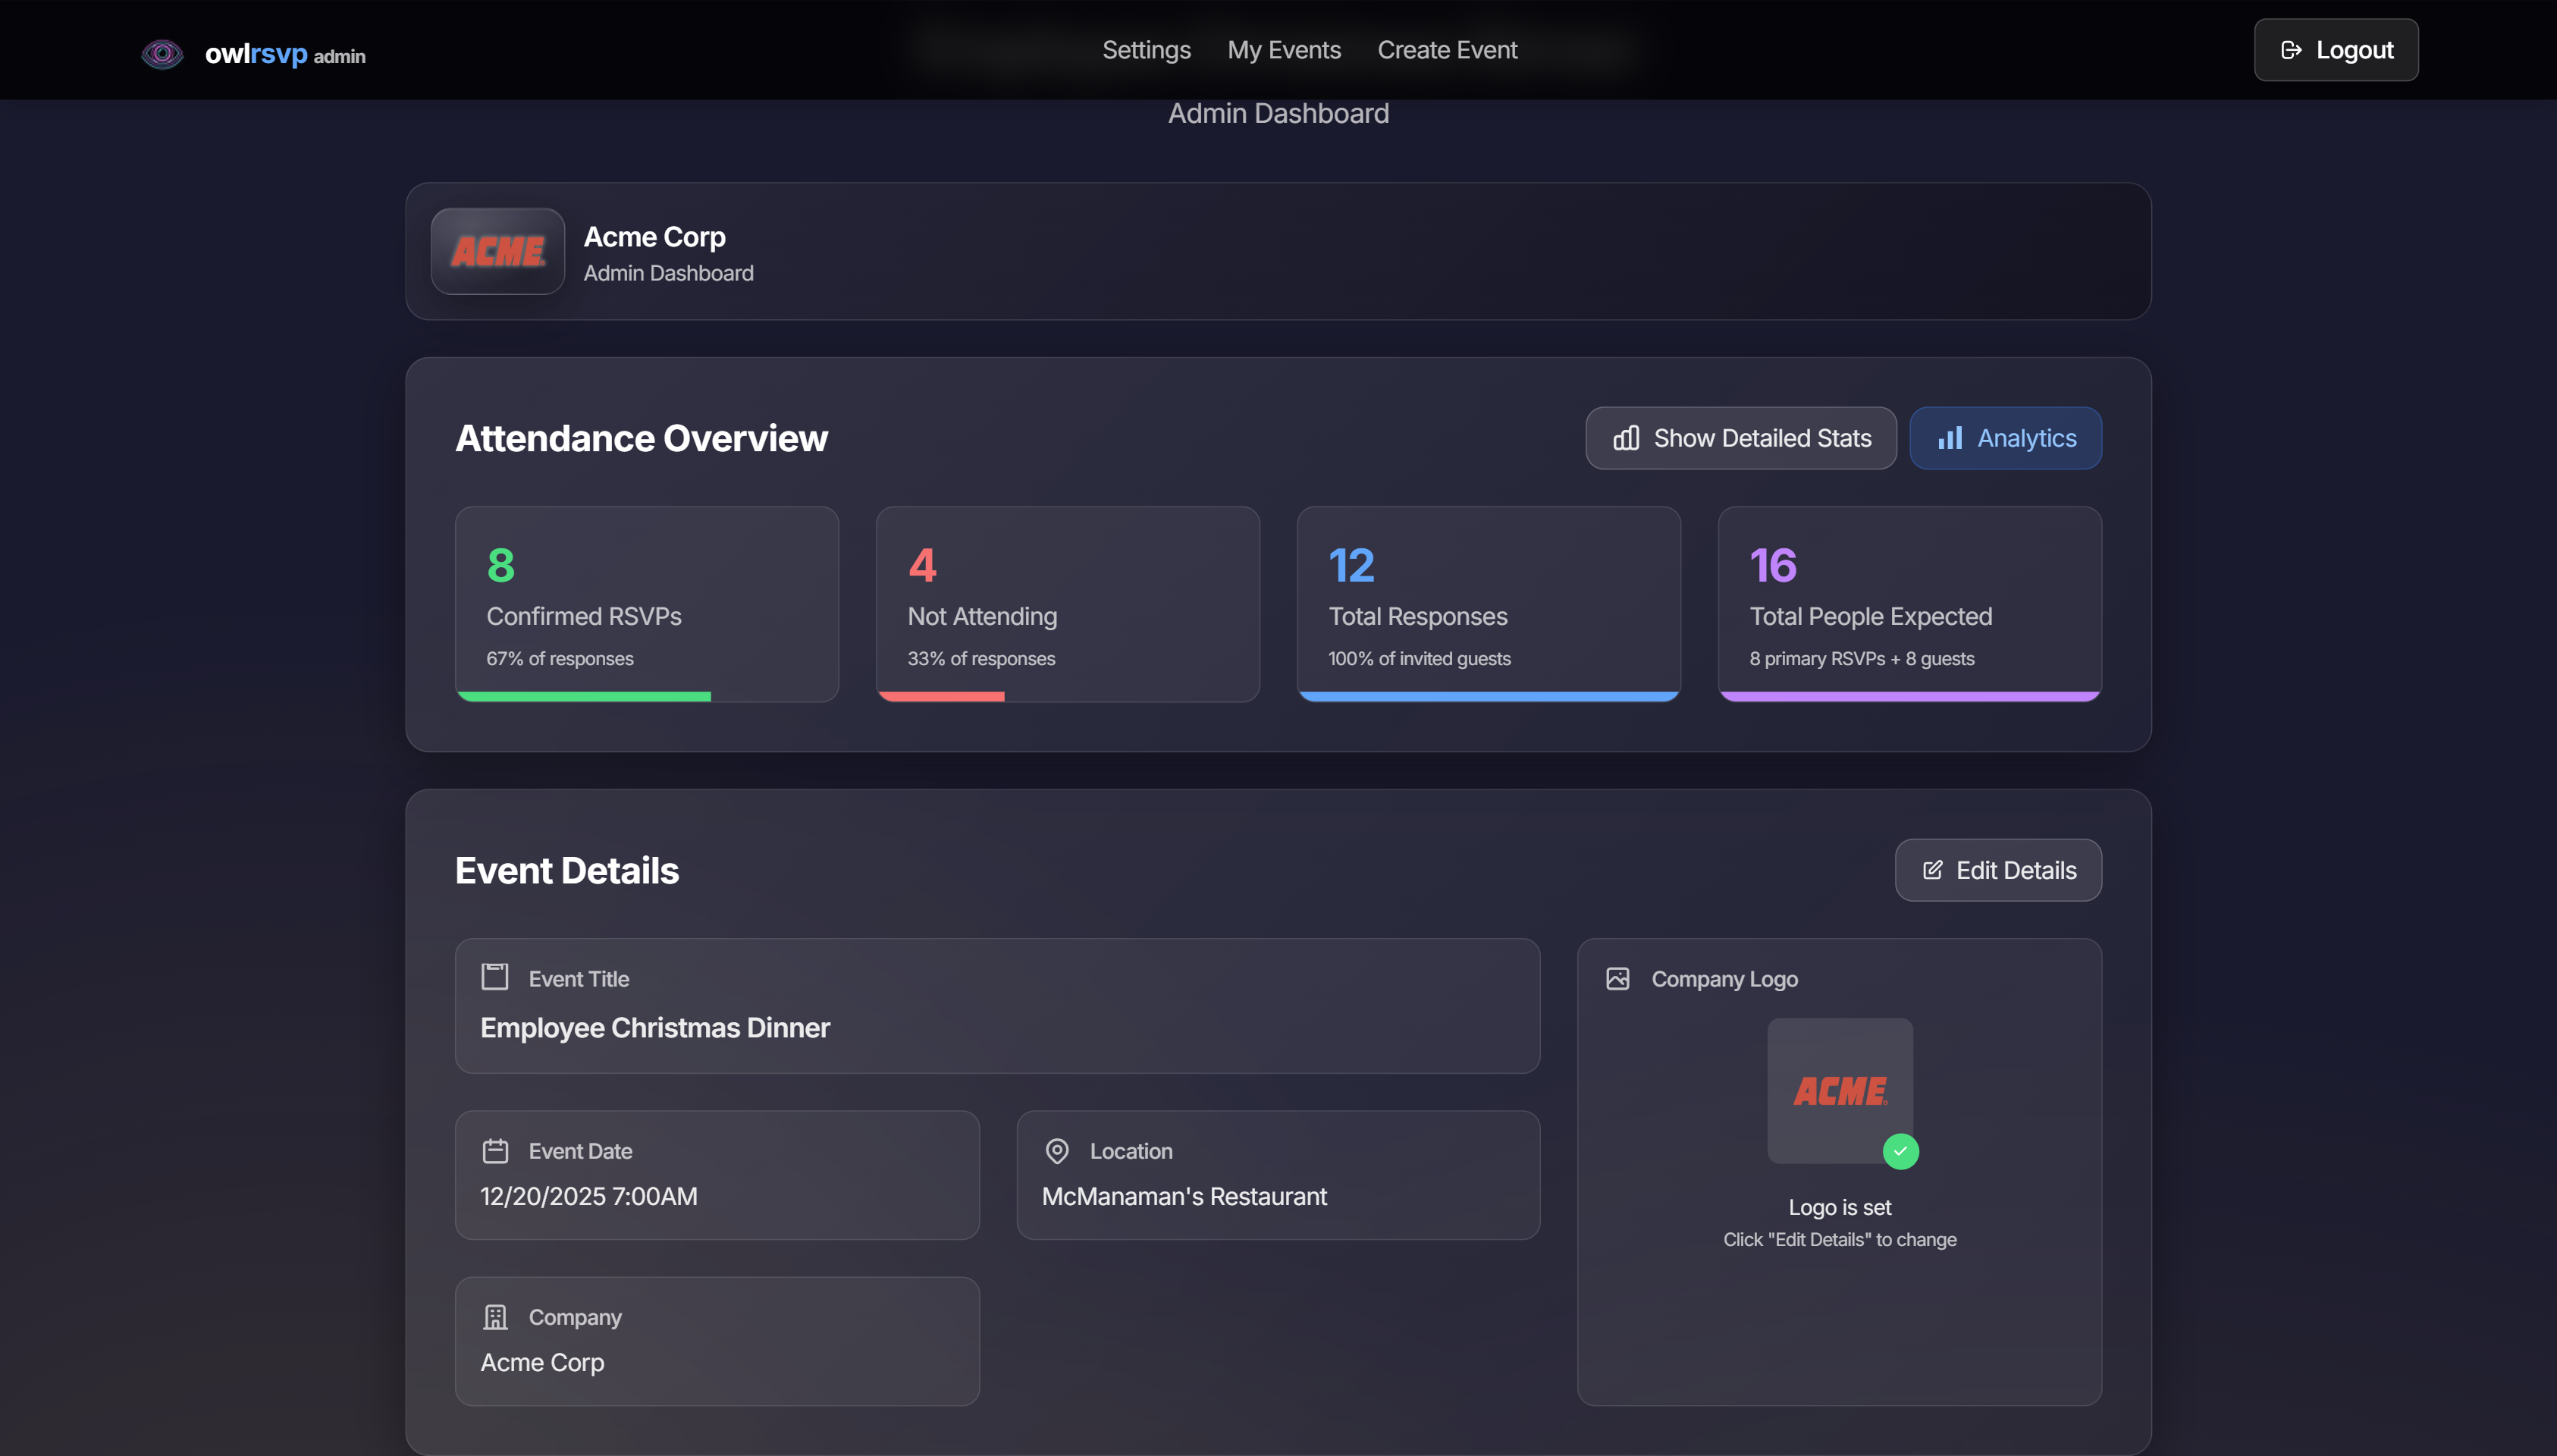 owlrsvp admin
Settings
My Events
Create Event
Logout
Admin Dashboard
ACME
Acme Corp
Admin Dashboard
Attendance Overview
Show Detailed Stats
Analytics
8
Confirmed RSVPs
67% of responses
4
Not Attending
33% of responses
12
Total Responses
100% of invited guests
16
Total People Expected
8 primary RSVPs + 8 guests
Event Details
Edit Details
Event Title
Employee Christmas Dinner
Event Date
12/20/2025 7:00AM
Location
McManaman's Restaurant
Company
Acme Corp
Company Logo
ACME
Logo is set
Click "Edit Details" to change